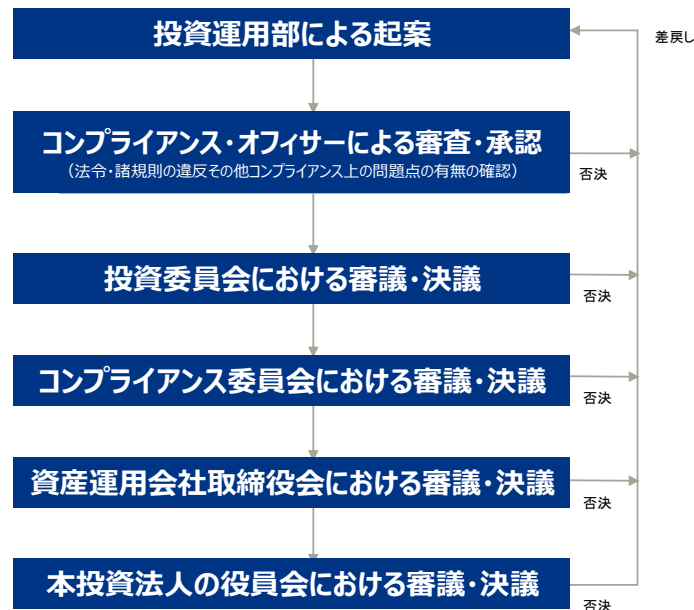 投資運用部による起案
差戻し
コンプライアンス・オフィサーによる審査・承認
（法令・諸規則の違反その他コンプライアンス上の問題点の有無の確認）
否決
投資委員会における審議・決議
否決
コンプライアンス委員会における審議・決議
否決
資産運用会社取締役会における審議・決議
否決
本投資法人の役員会における審議・決議
否決